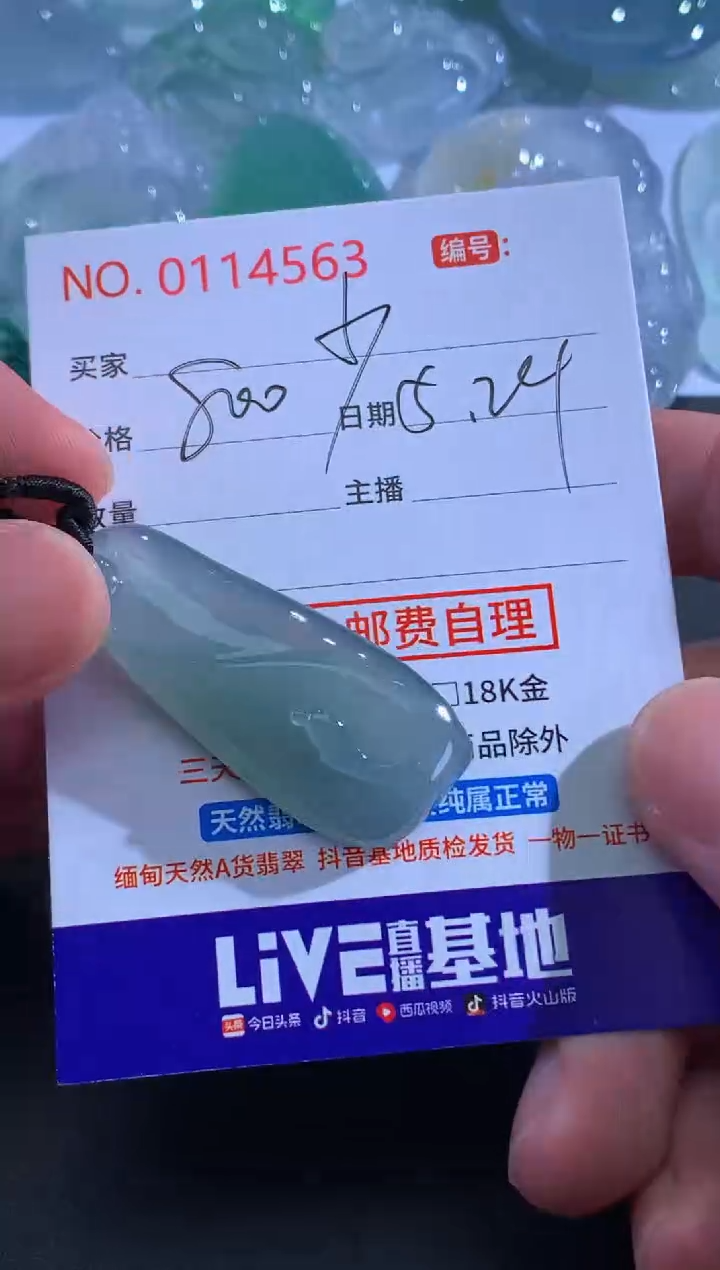 NO. 0114563 编号:
买家
格 800 日期 5.24
量 主播
邮费自理
18K金
三天 品除外
天然翡 纯属正常
缅甸天然A货翡翠 抖音基地质检发货 一物一证书
LiVE直播基地
头条 今日头条 抖音 西瓜视频 抖音火山版